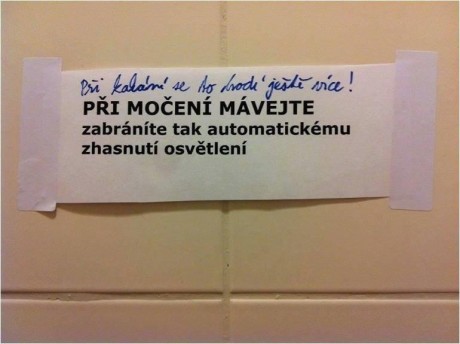 Při kakání se to hodí ještě více!
PŘI MOČENÍ MÁVEJTE
zabráníte tak automatickému
zhasnutí osvětlení